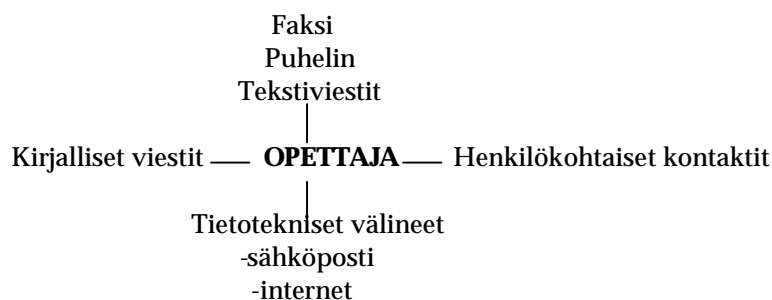 Faksi
Puhelin
Tekstiviestit
Kirjalliset viestit OPETTAJA Henkilökohtaiset kontaktit
Tietotekniset välineet
-sähköposti
-internet